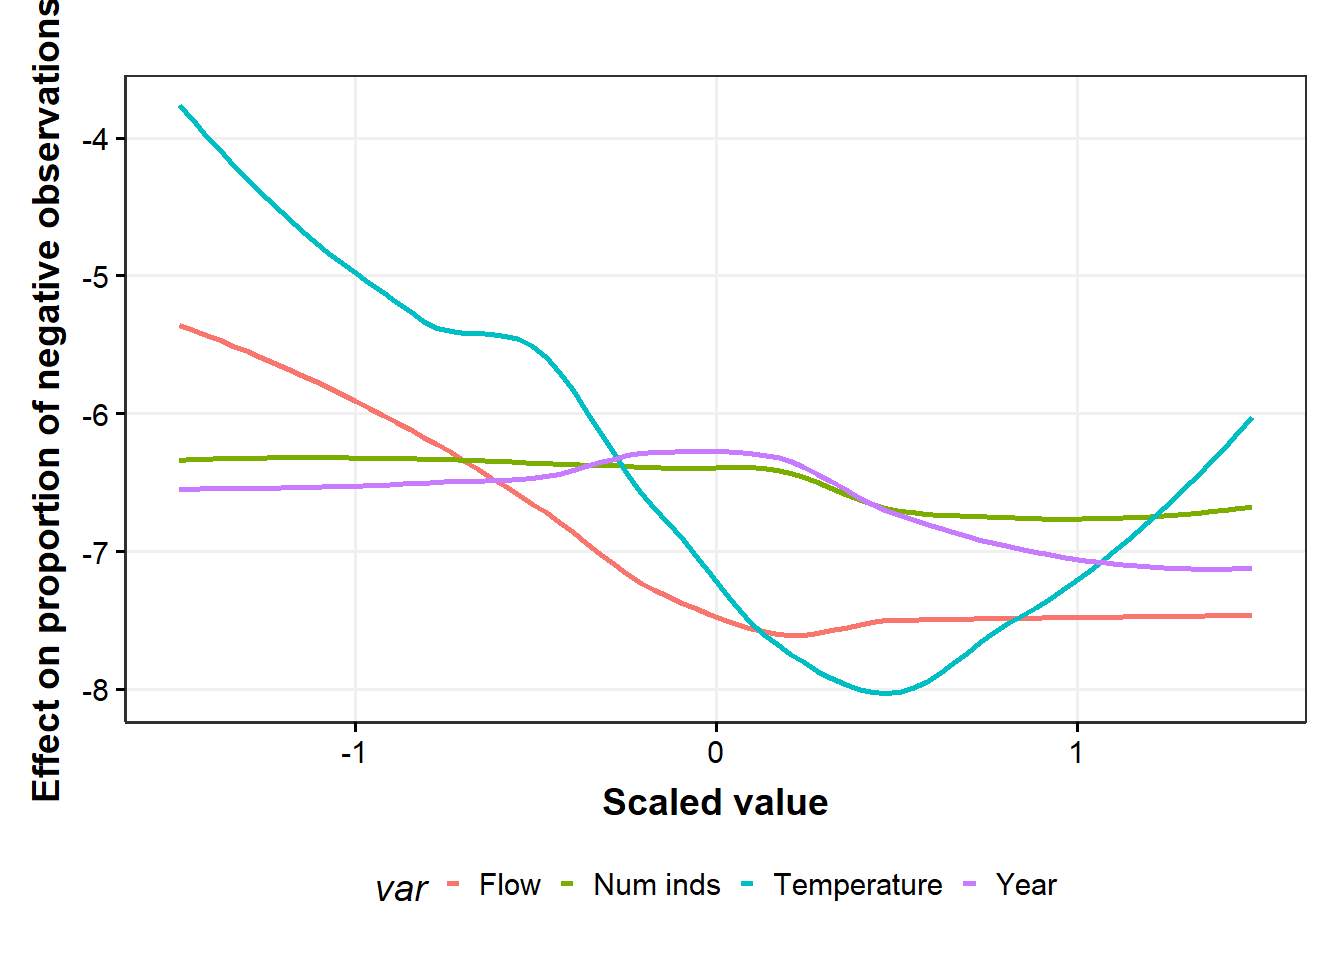 Effect on proportion of negative observations
-4
-5
-6
-7
-8
-1 0 1
Scaled value
var Flow Num inds Temperature Year